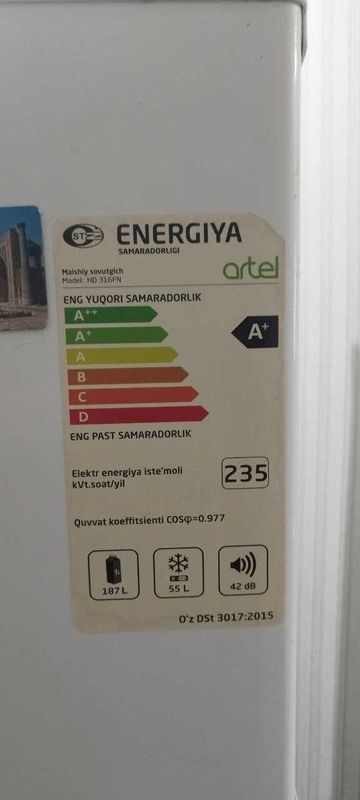 ST
ENERGIYA
SAMARADORLIGI
artel
Maishiy sovutgich
Model: HD 316FN
ENG YUQORI SAMARADORLIK
A++
A+
A+
A
B
C
D
ENG PAST SAMARADORLIK
Elektr energiya iste'moli
kVt.soat/yil
235
Quvvat koeffitsienti COSφ=0.977
187 L
55 L
42 dB
O'z DSt 3017:2015